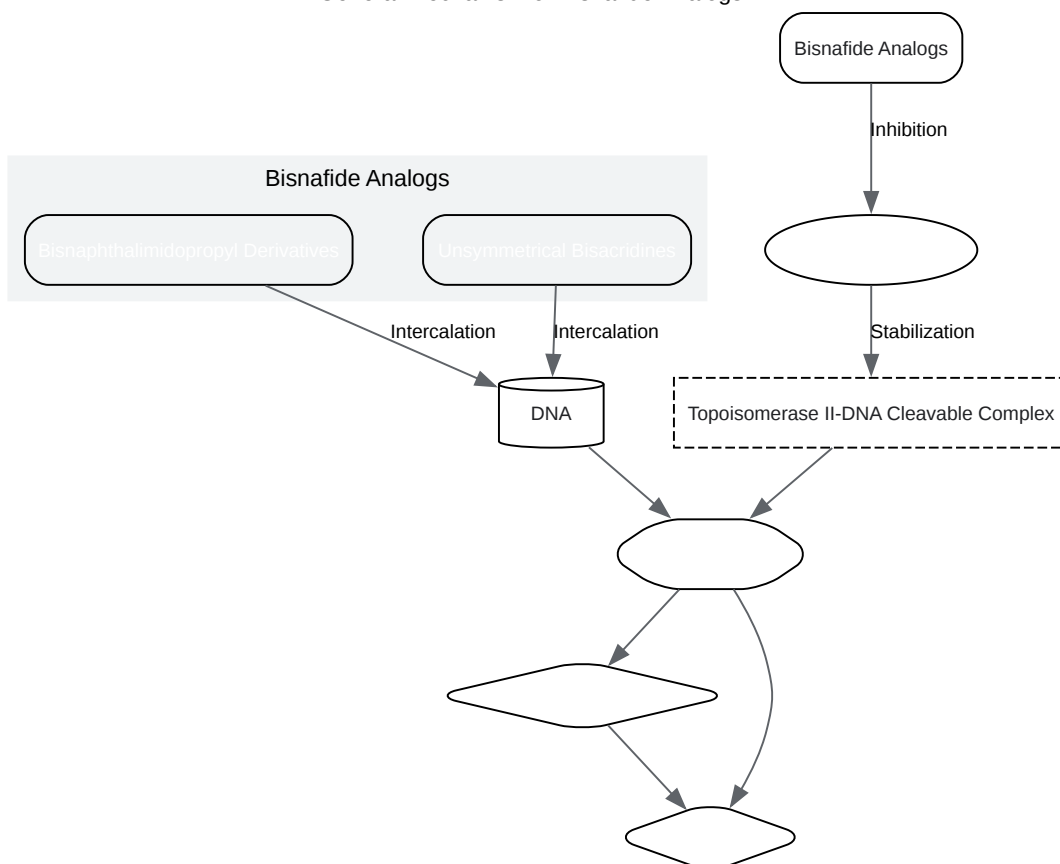 Bisnafide Analogs
Inhibition
Bisnafide Analogs
Bisnaphthalimidopropyl Derivatives
Unsymmetrical Bisacridines
Intercalation
Intercalation
Stabilization
DNA
Topoisomerase II-DNA Cleavable Complex